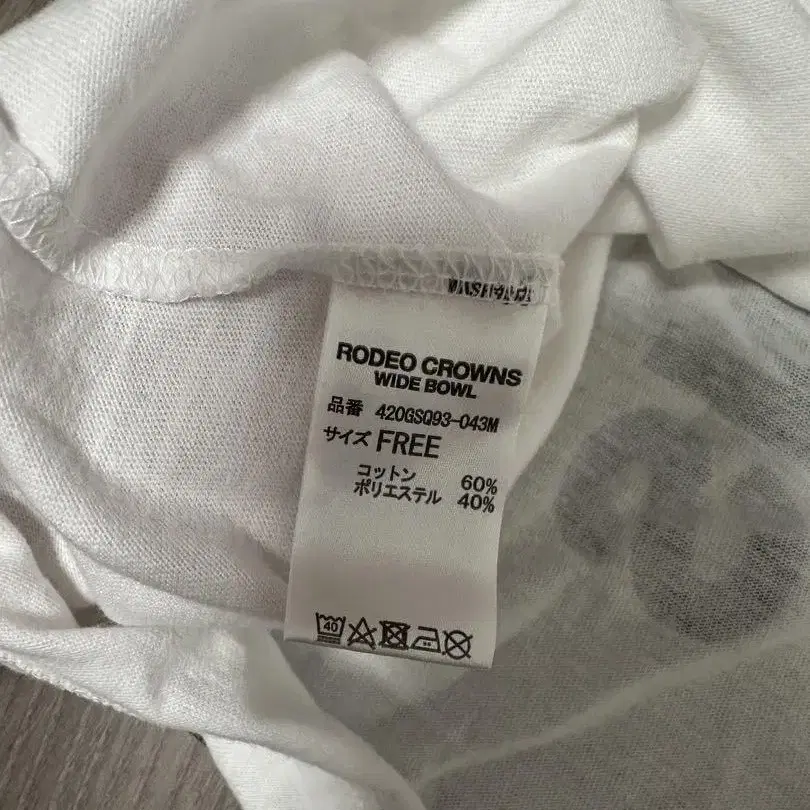 RODEO CROWNS
WIDE BOWL
品番 420GSQ93-043M
サイズ FREE
コットン 60%
ポリエステル 40%
40